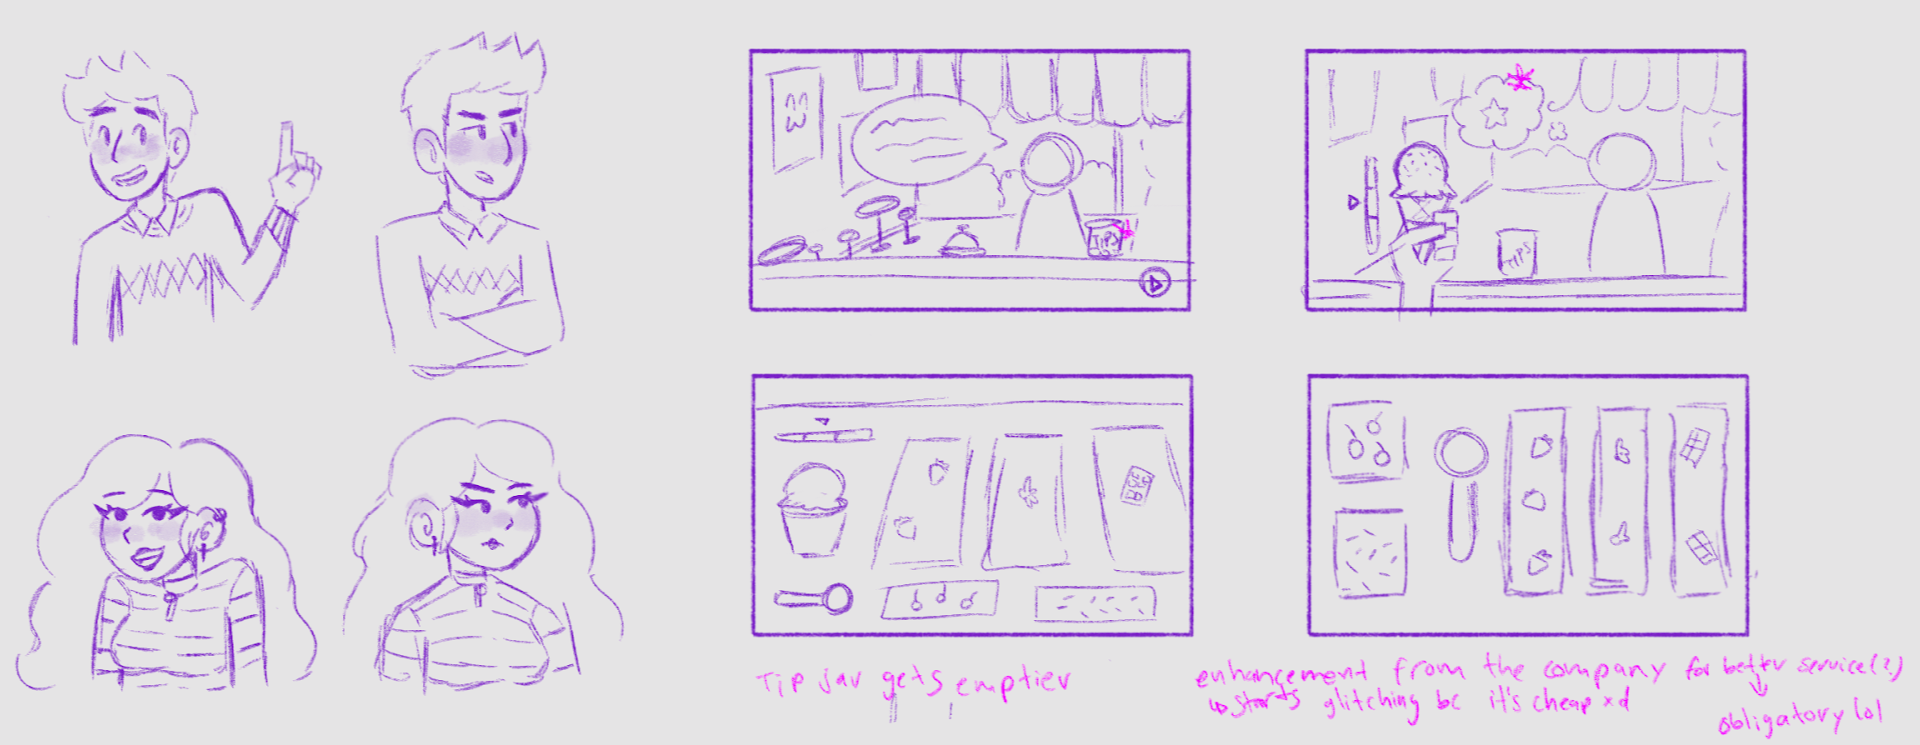 TIPS
TIPS
Tip jar gets emptier
enhancement from the company for better service(?)
↳ starts glitching bc it's cheap xd
obligatory lol